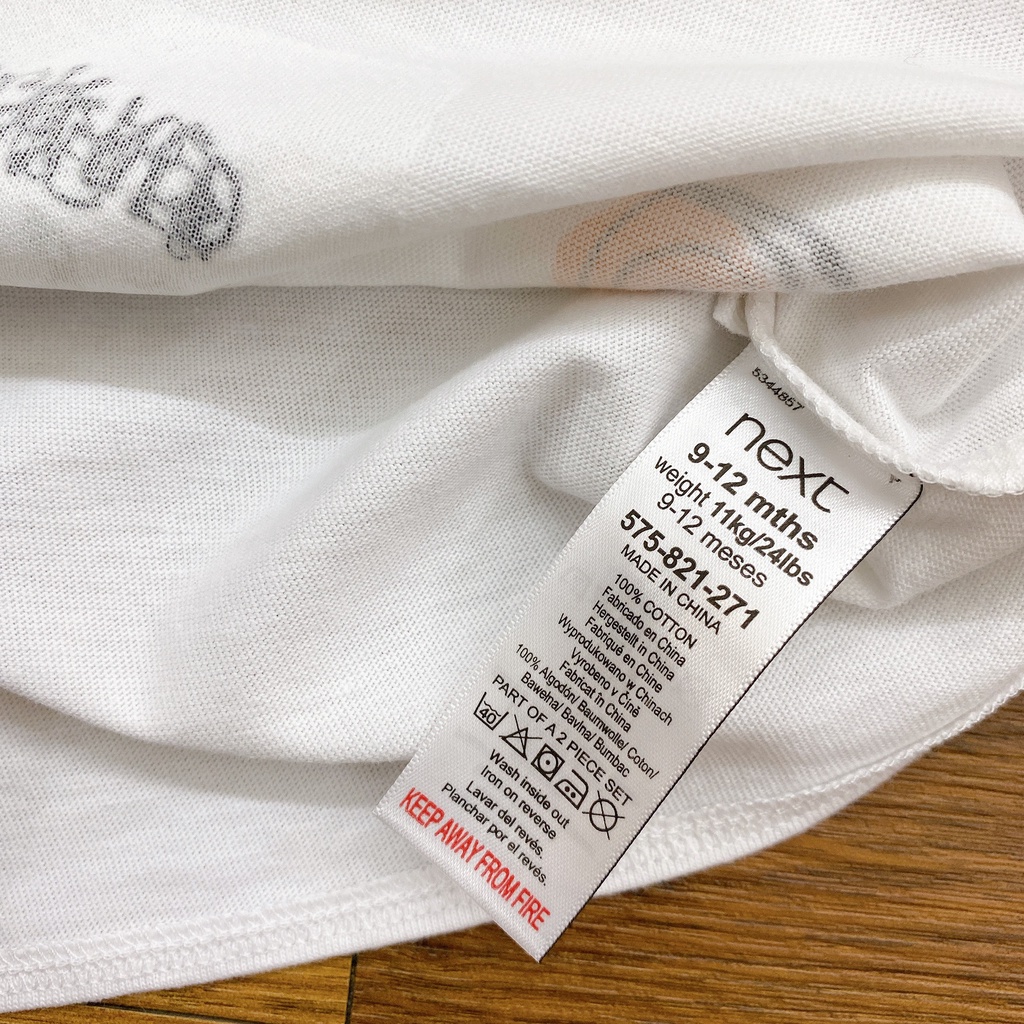 5344857
next
9-12 mths
weight 11kg/24lbs
9-12 meses
575-821-271
MADE IN CHINA
100% COTTON
Fabricado en China
Hergestellt in China
Fabriqué en Chine
Wyprodukowano w Chinach
Vyrobeno v Číně
Fabricat în China
100% Algodón/ Baumwolle/ Coton/
Bawełna/ Bavlna/ Bumbac
PART OF A 2 PIECE SET
40
Wash inside out
Iron on reverse
Lavar del revés.
Planchar por el revés.
KEEP AWAY FROM FIRE